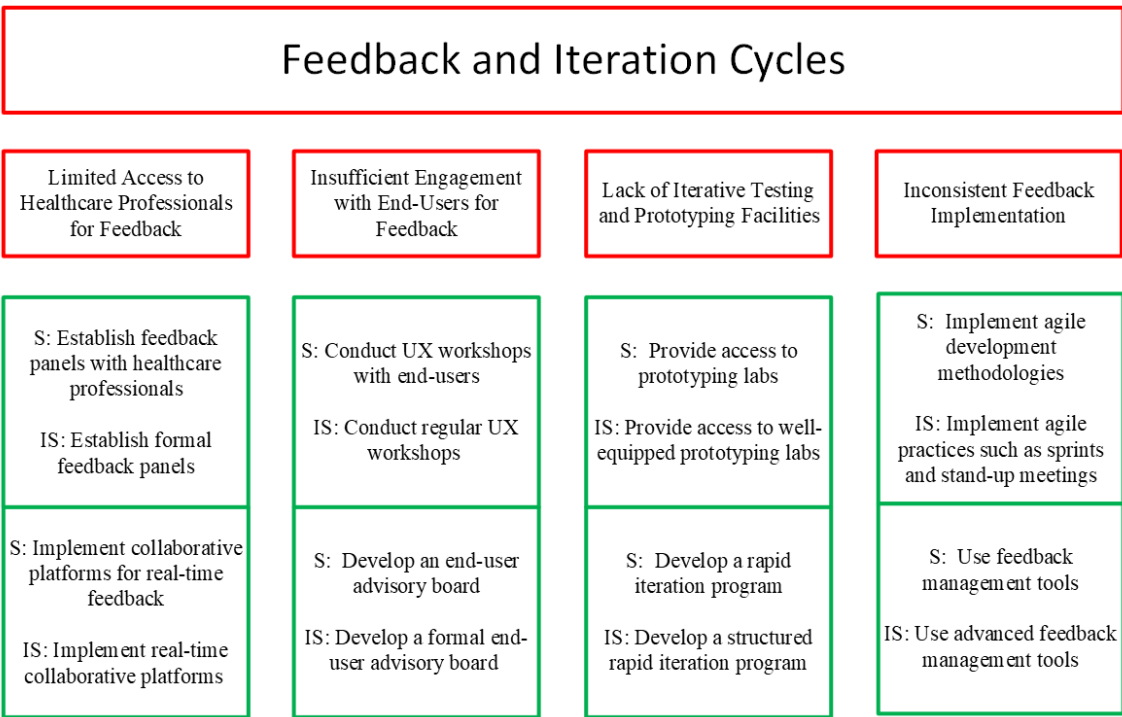 Feedback and Iteration Cycles
Limited Access to
Healthcare Professionals
for Feedback
Insufficient Engagement
with End-Users for
Feedback
Lack of Iterative Testing
and Prototyping Facilities
Inconsistent Feedback
Implementation
S: Establish feedback
panels with healthcare
professionals
IS: Establish formal
feedback panels
S: Conduct UX workshops
with end-users
IS: Conduct regular UX
workshops
S: Provide access to
prototyping labs
IS: Provide access to well-
equipped prototyping labs
S: Implement agile
development
methodologies
IS: Implement agile
practices such as sprints
and stand-up meetings
S: Implement collaborative
platforms for real-time
feedback
IS: Implement real-time
collaborative platforms
S: Develop an end-user
advisory board
IS: Develop a formal end-
user advisory board
S: Develop a rapid
iteration program
IS: Develop a structured
rapid iteration program
S: Use feedback
management tools
IS: Use advanced feedback
management tools